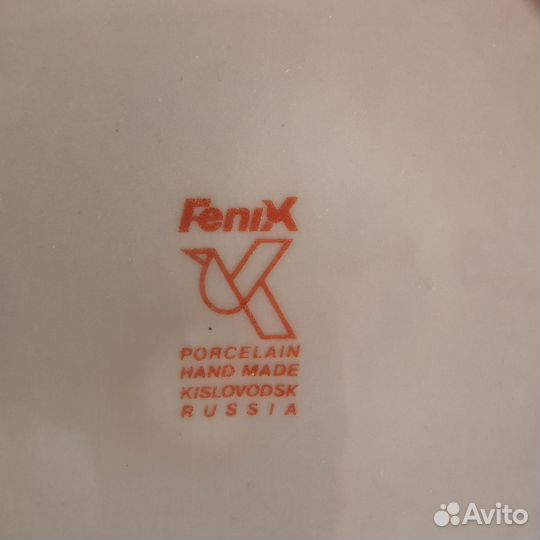 FeniX
PORCELAIN
HAND MADE
KISLOVODSK
RUSSIA
Avito